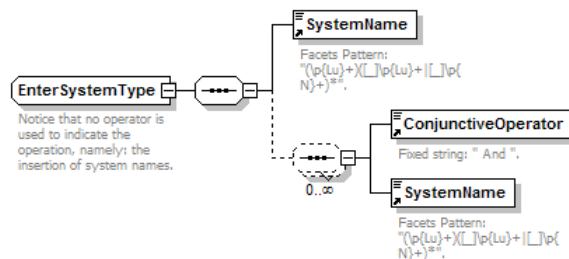 SystemName
Facets Pattern:
"(\p{Lu}+)([_]\p{Lu}+|[_]\p{
N}+)*".
EnterSystemType
Notice that no operator is
used to indicate the
operation, namely: the
insertion of system names.
0..∞
ConjunctiveOperator
Fixed string: " And ".
SystemName
Facets Pattern:
"(\p{Lu}+)([_]\p{Lu}+|[_]\p{
N}+)*".